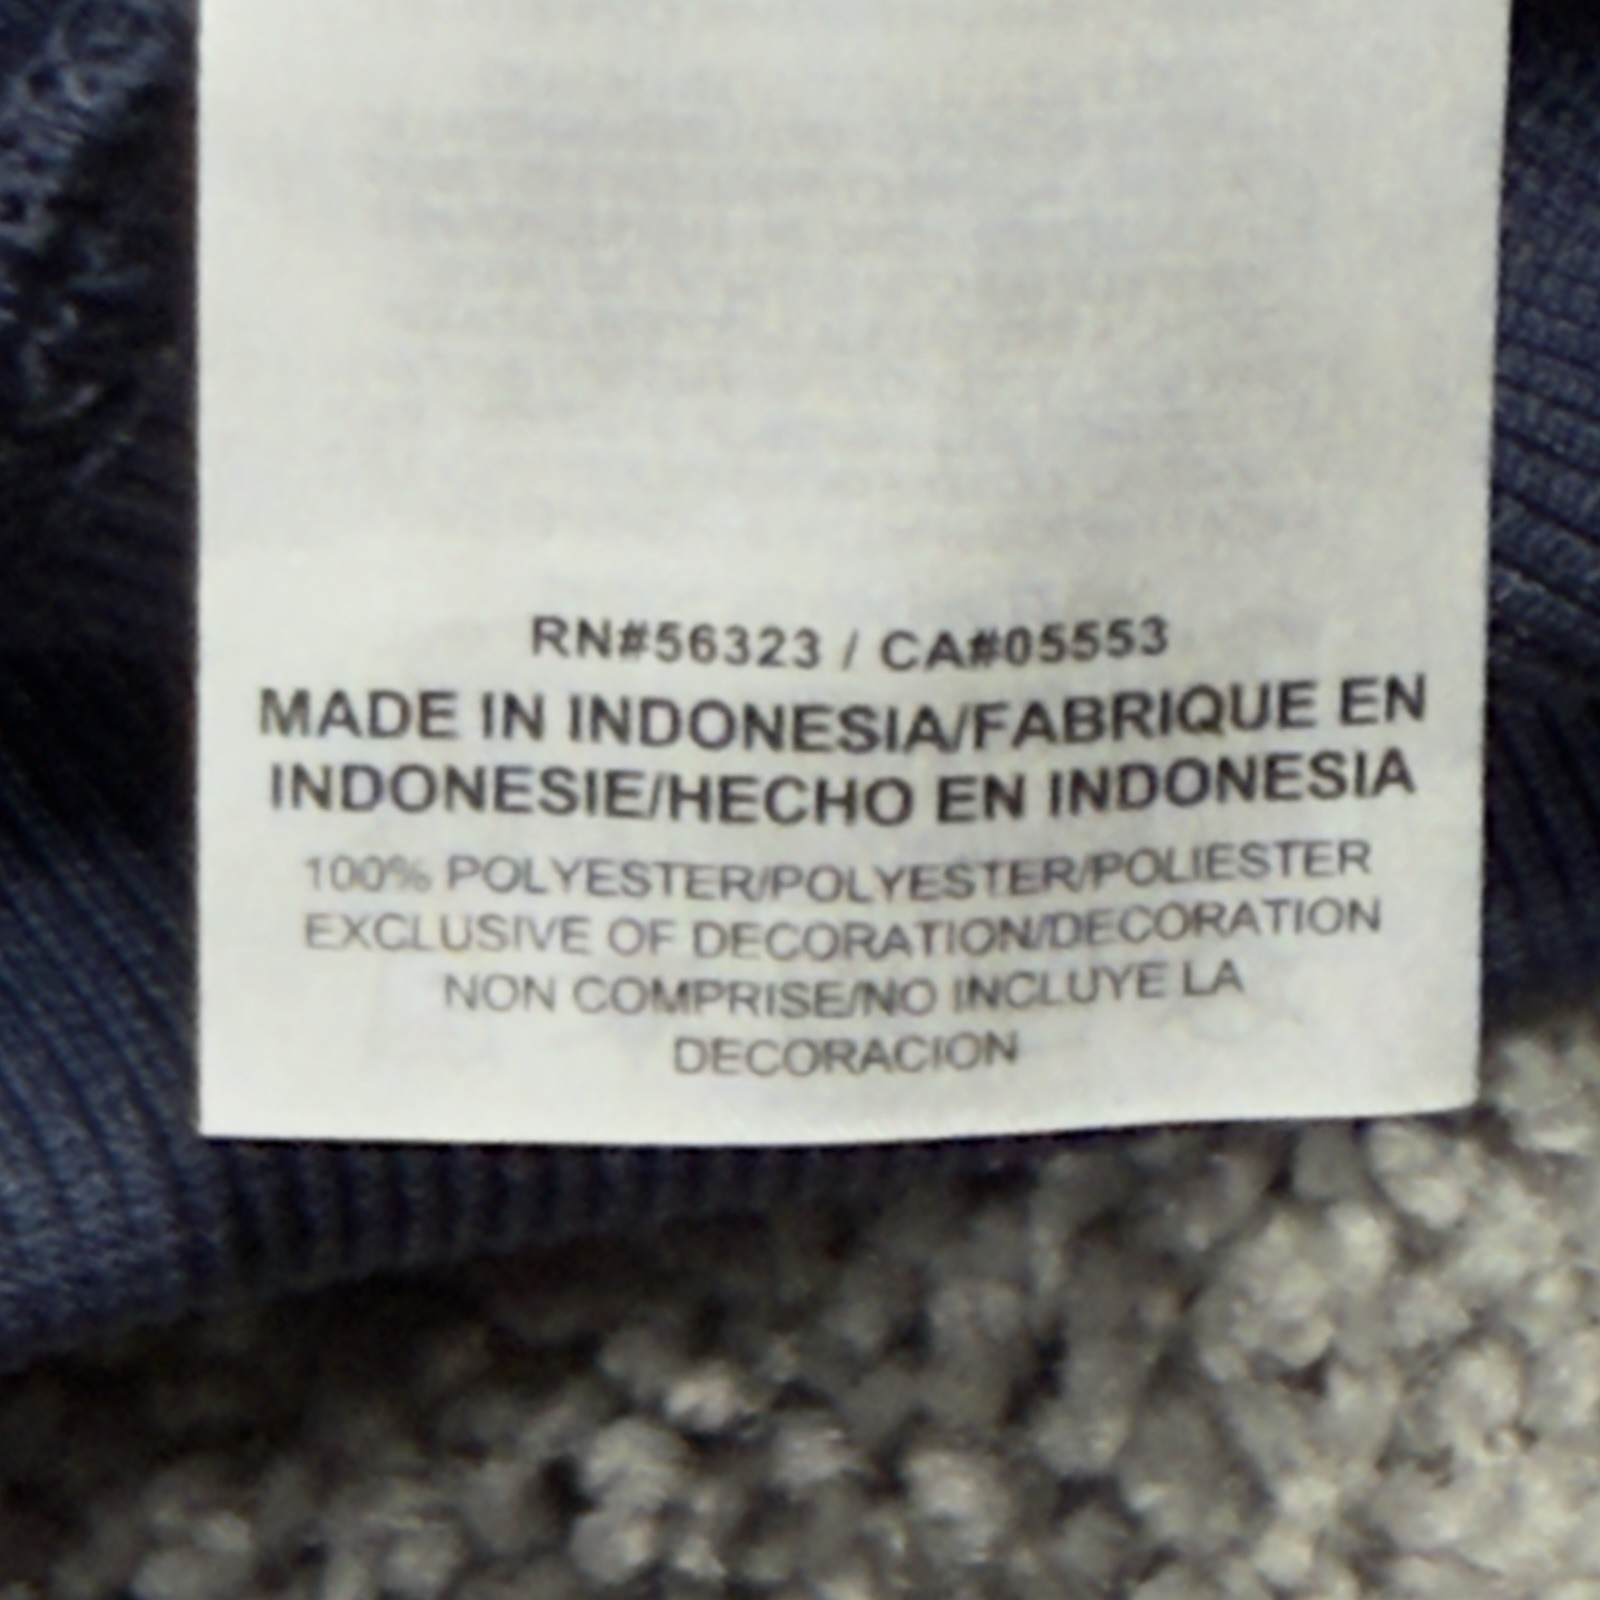 RN#56323 / CA#05553
MADE IN INDONESIA/FABRIQUE EN
INDONESIE/HECHO EN INDONESIA
100% POLYESTER/POLYESTER/POLIESTER
EXCLUSIVE OF DECORATION/DECORATION
NON COMPRISE/NO INCLUYE LA
DECORACION